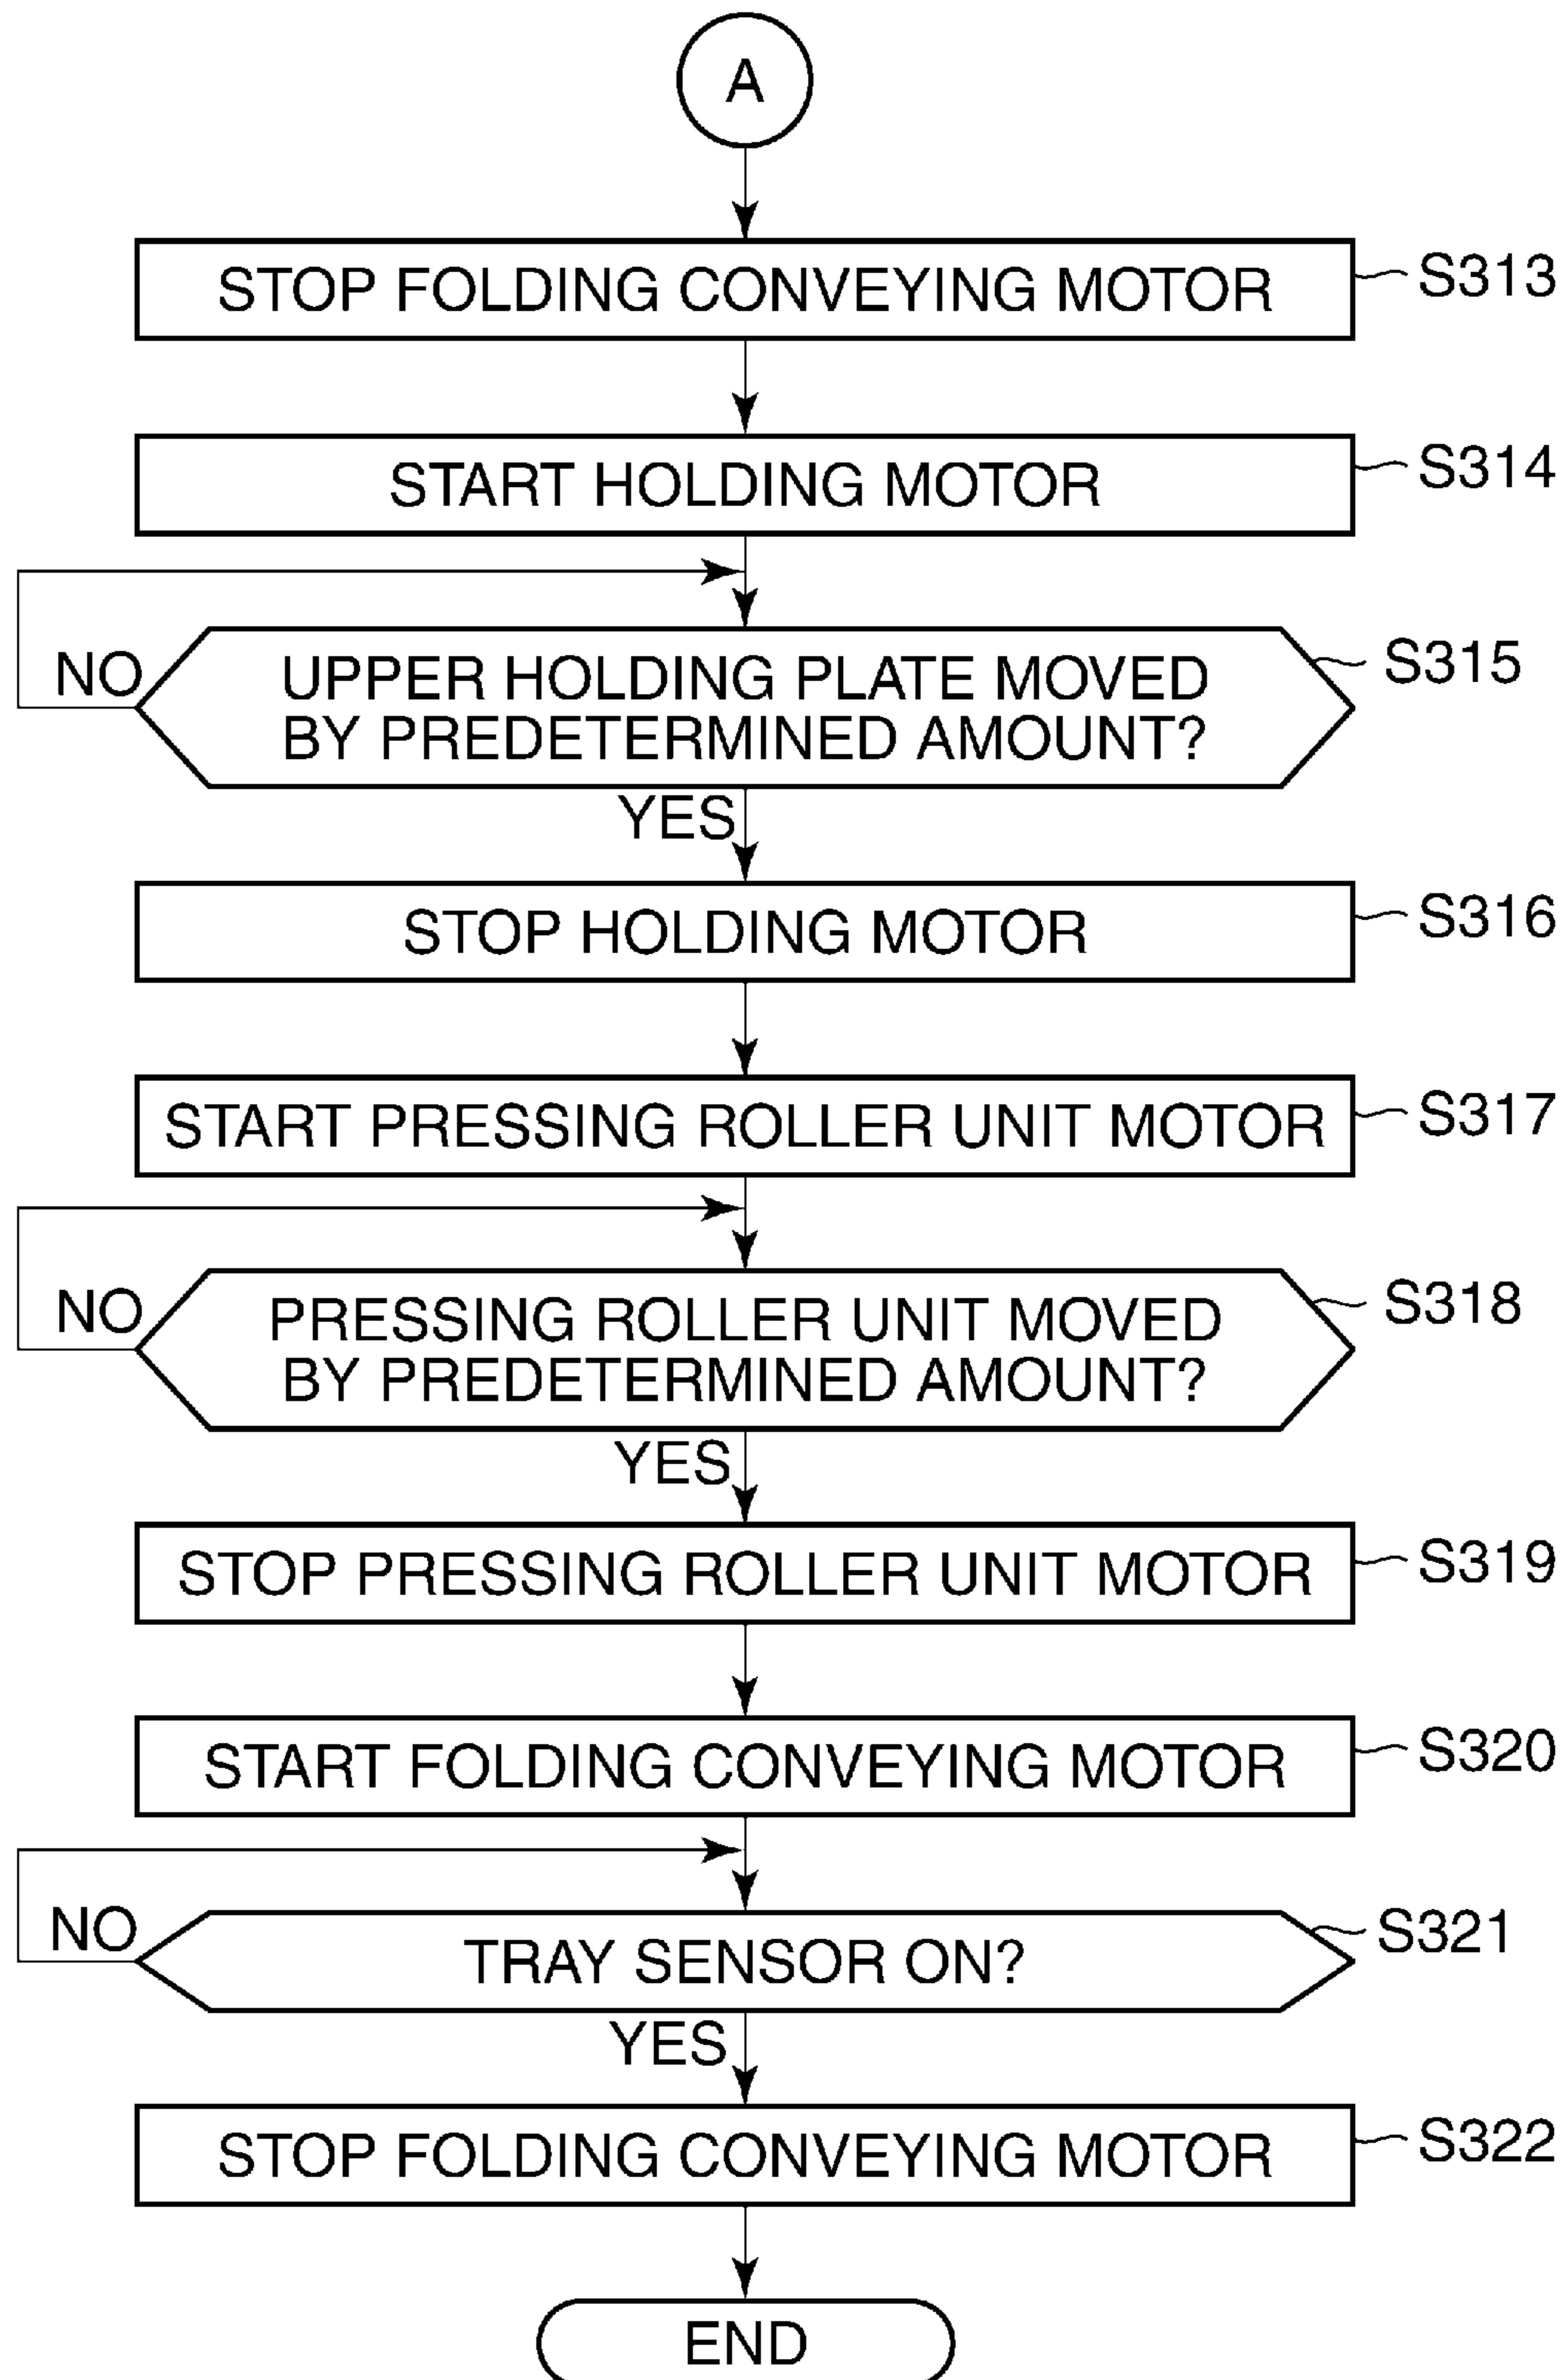 A
STOP FOLDING CONVEYING MOTOR
S313
START HOLDING MOTOR
S314
NO
UPPER HOLDING PLATE MOVED
BY PREDETERMINED AMOUNT?
S315
YES
STOP HOLDING MOTOR
S316
START PRESSING ROLLER UNIT MOTOR
S317
NO
PRESSING ROLLER UNIT MOVED
BY PREDETERMINED AMOUNT?
S318
YES
STOP PRESSING ROLLER UNIT MOTOR
S319
START FOLDING CONVEYING MOTOR
S320
NO
TRAY SENSOR ON?
S321
YES
STOP FOLDING CONVEYING MOTOR
S322
END